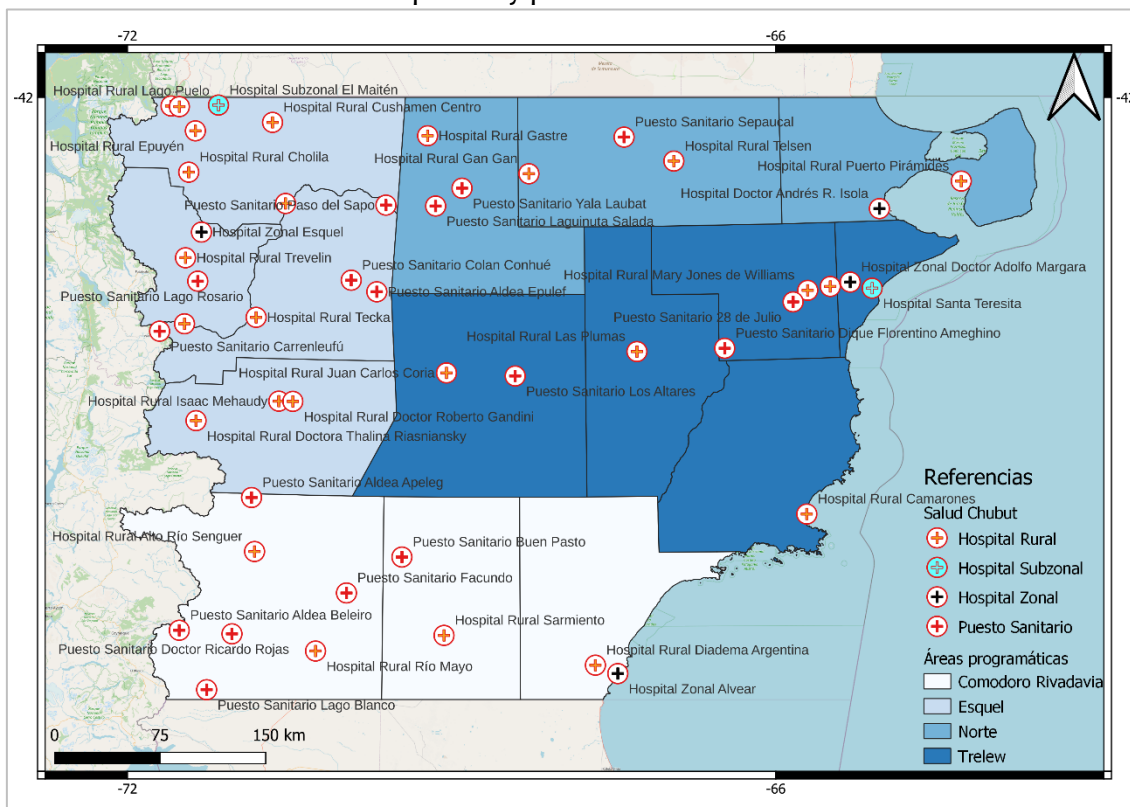 -72
-66
-42
-42
Hospital Rural Lago Puelo
Hospital Subzonal El Maitén
Hospital Rural Cushamen Centro
Hospital Rural Epuyén
Hospital Rural Cholila
Hospital Rural Gastre
Puesto Sanitario Sepaucal
Hospital Rural Gan Gan
Hospital Rural Telsen
Hospital Rural Puerto Pirámides
Hospital Doctor Andrés R. Isola
Puesto Sanitario Paso del Sapo
Puesto Sanitario Yala Laubat
Puesto Sanitario Laguinuta Salada
Hospital Zonal Esquel
Hospital Rural Trevelin
Puesto Sanitario Colan Conhué
Hospital Rural Mary Jones de Williams
Hospital Zonal Doctor Adolfo Margara
Puesto Sanitario Lago Rosario
Puesto Sanitario Aldea Epulef
Hospital Santa Teresita
Hospital Rural Tecka
Puesto Sanitario 28 de Julio
Hospital Rural Las Plumas
Puesto Sanitario Dique Florentino Ameghino
Puesto Sanitario Carrenleufú
Hospital Rural Juan Carlos Coria
Puesto Sanitario Los Altares
Hospital Rural Isaac Mehaudy
Hospital Rural Doctor Roberto Gandini
Hospital Rural Doctora Thalina Riasniansky
Puesto Sanitario Aldea Apeleg
Hospital Rural Camarones
Hospital Rural Alto Río Senguer
Puesto Sanitario Buen Pasto
Puesto Sanitario Facundo
Puesto Sanitario Aldea Beleiro
Hospital Rural Sarmiento
Puesto Sanitario Doctor Ricardo Rojas
Hospital Rural Río Mayo
Hospital Rural Diadema Argentina
Hospital Zonal Alvear
Puesto Sanitario Lago Blanco
Referencias
Salud Chubut
Hospital Rural
Hospital Subzonal
Hospital Zonal
Puesto Sanitario
Áreas programáticas
Comodoro Rivadavia
Esquel
Norte
Trelew
0 75 150 km
-72
-66